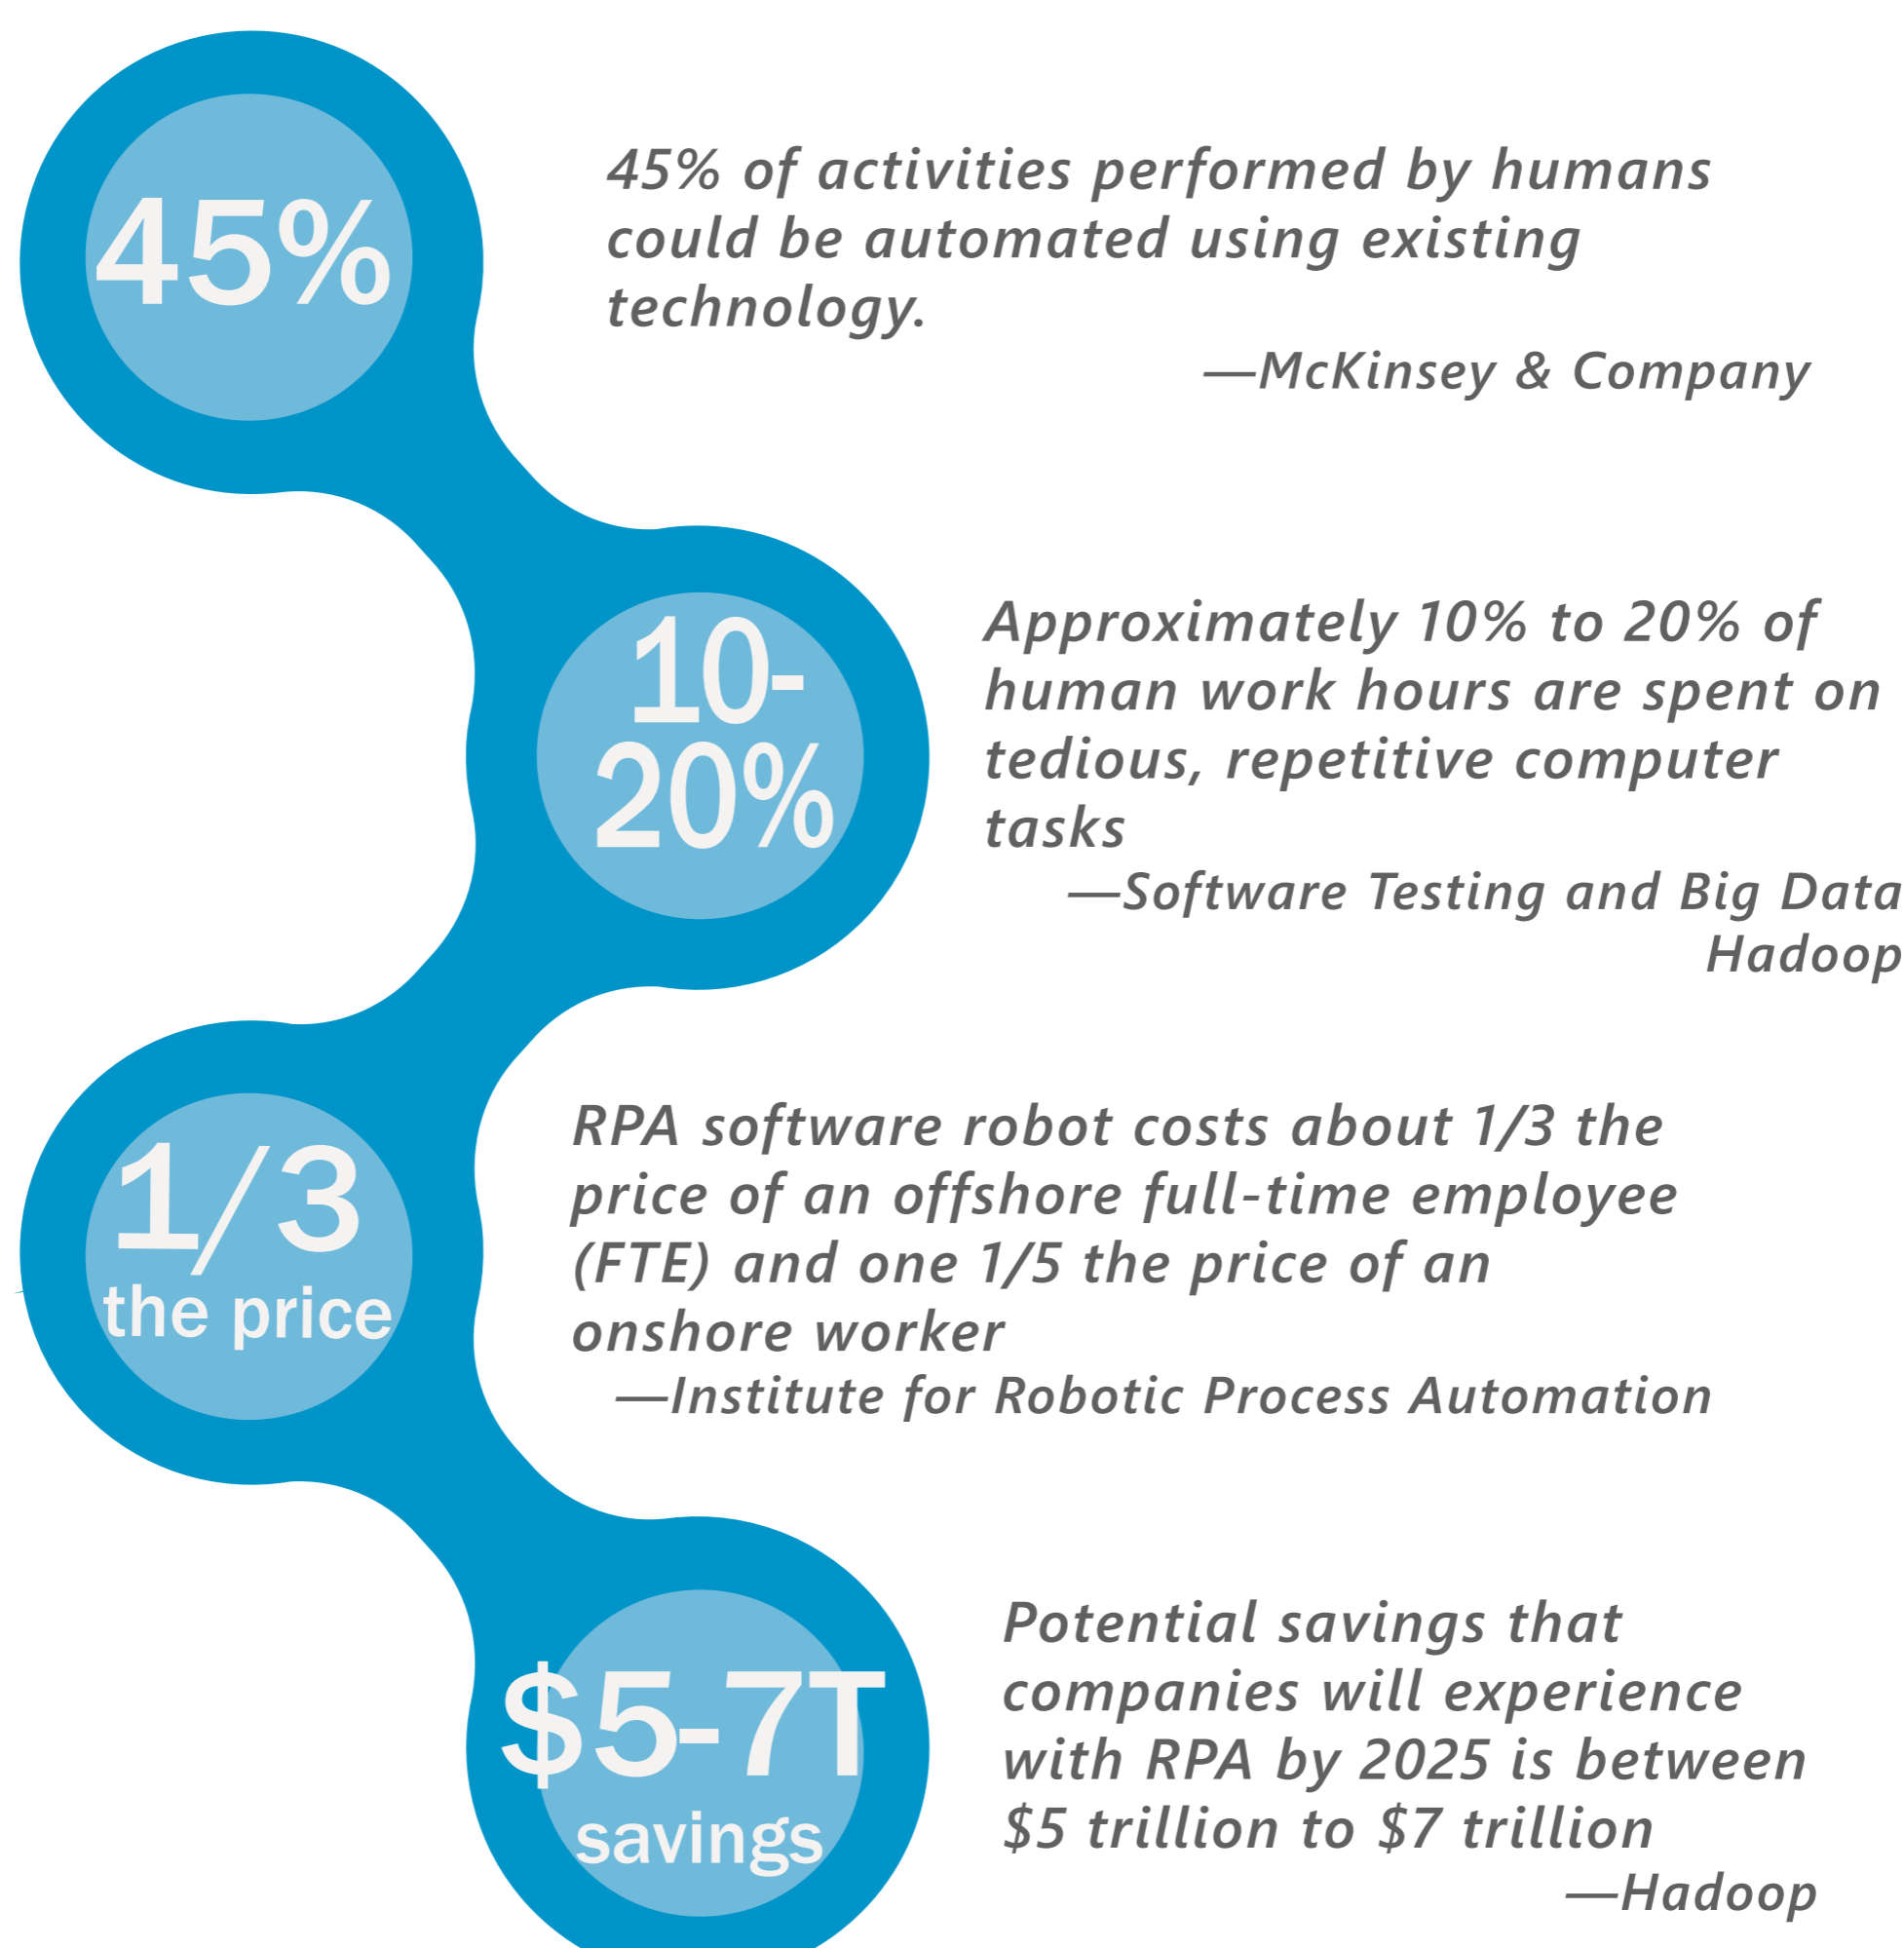 45%
45% of activities performed by humans
could be automated using existing
technology.
—McKinsey & Company
10-
20%
Approximately 10% to 20% of
human work hours are spent on
tedious, repetitive computer
tasks
—Software Testing and Big Data
Hadoop
1/3
the price
RPA software robot costs about 1/3 the
price of an offshore full-time employee
(FTE) and one 1/5 the price of an
onshore worker
—Institute for Robotic Process Automation
$5-7T
savings
Potential savings that
companies will experience
with RPA by 2025 is between
$5 trillion to $7 trillion
—Hadoop